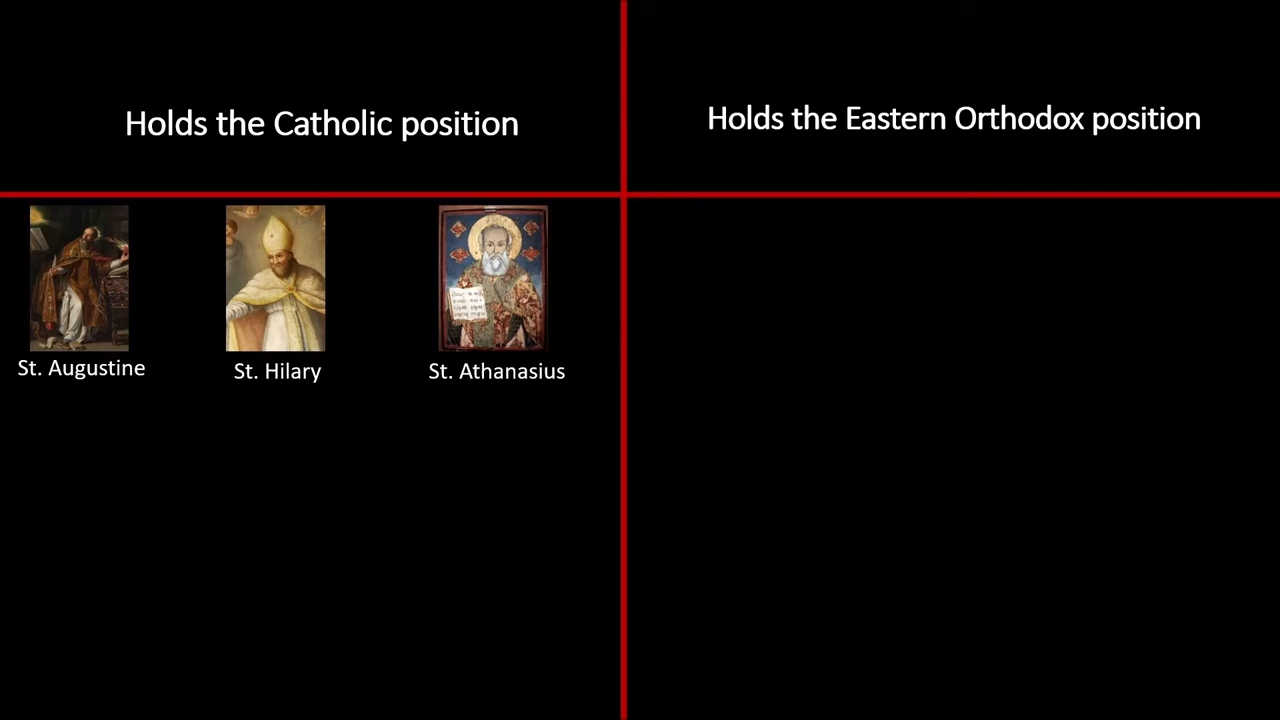 Holds the Catholic position
Holds the Eastern Orthodox position
St. Augustine
St. Hilary
St. Athanasius